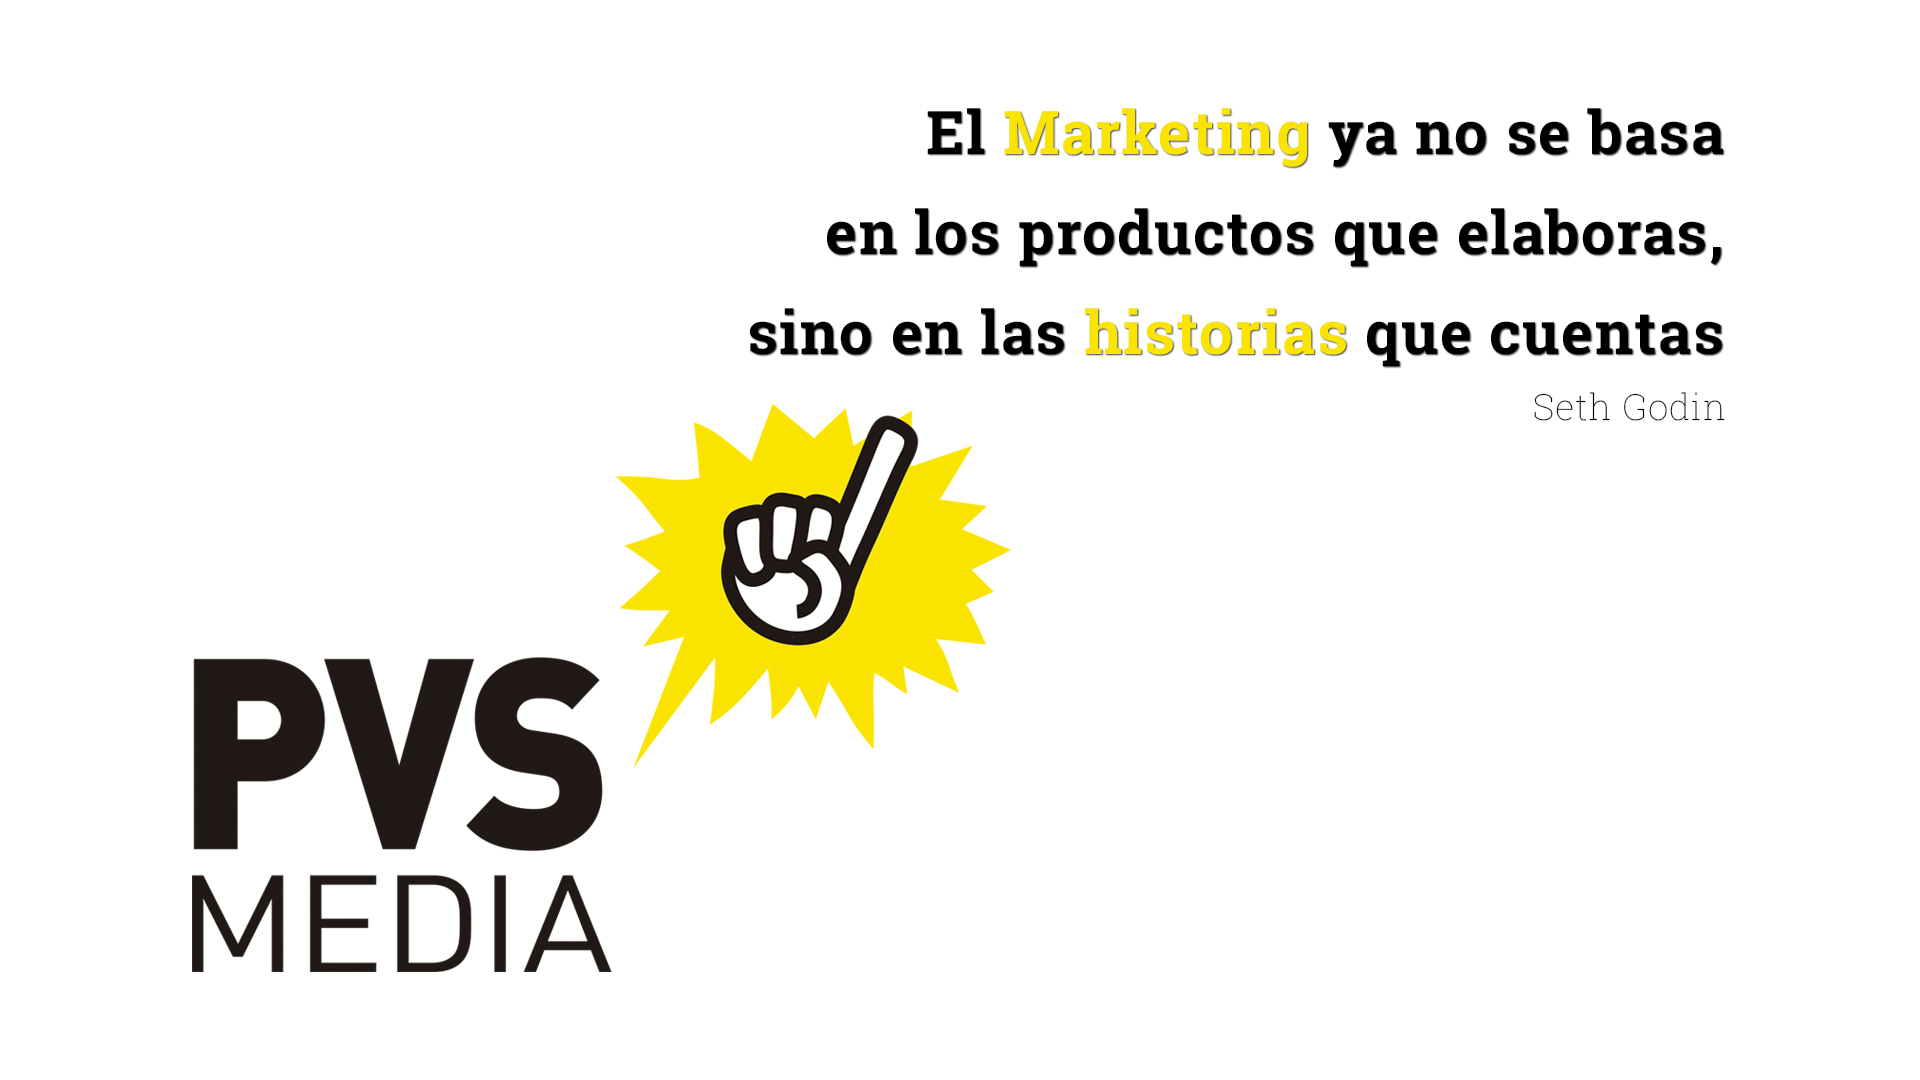 El Marketing ya no se basa
en los productos que elaboras,
sino en las historias que cuentas
Seth Godin
PVS
MEDIA